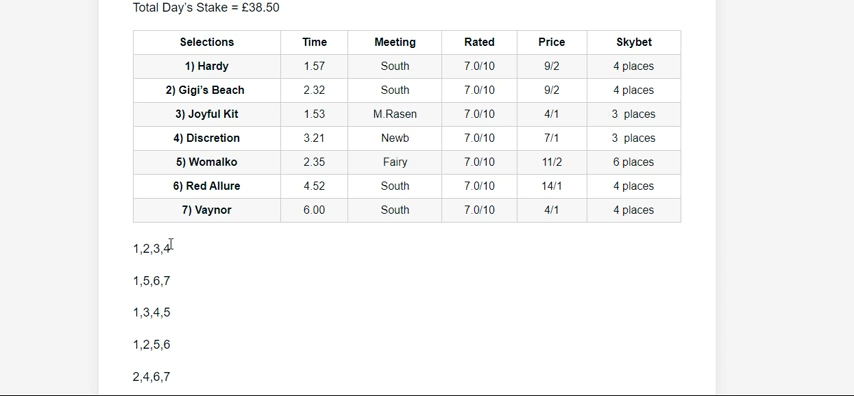 Total Day's Stake = £38.50
Selections Time Meeting Rated Price Skybet
1) Hardy 1.57 South 7.0/10 9/2 4 places
2) Gigi's Beach 2.32 South 7.0/10 9/2 4 places
3) Joyful Kit 1.53 M.Rasen 7.0/10 4/1 3 places
4) Discretion 3.21 Newb 7.0/10 7/1 3 places
5) Womalko 2.35 Fairy 7.0/10 11/2 6 places
6) Red Allure 4.52 South 7.0/10 14/1 4 places
7) Vaynor 6.00 South 7.0/10 4/1 4 places
1,2,3,4
1,5,6,7
1,3,4,5
1,2,5,6
2,4,6,7